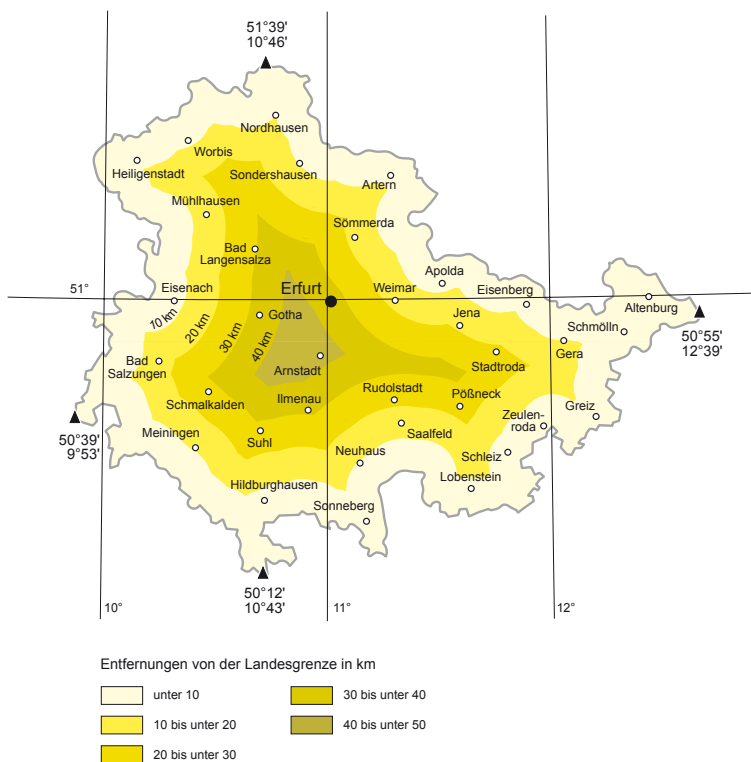 51°39'
10°46'
Nordhausen
Worbis
Heiligenstadt
Sondershausen
Artern
Mühlhausen
Sömmerda
Bad
Langensalza
Apolda
51°
Eisenach
Erfurt
Weimar
Eisenberg
Altenburg
10 km
20 km
30 km
40 km
Gotha
Jena
Schmölln
50°55'
12°39'
Gera
Bad
Salzungen
Arnstadt
Stadtroda
Schmalkalden
Ilmenau
Rudolstadt
Pößneck
Greiz
50°39'
9°53'
Meiningen
Suhl
Saalfeld
Zeulen-
roda
Neuhaus
Schleiz
Lobenstein
Hildburghausen
Sonneberg
50°12'
10°43'
10°
11°
12°
Entfernungen von der Landesgrenze in km
unter 10
30 bis unter 40
10 bis unter 20
40 bis unter 50
20 bis unter 30